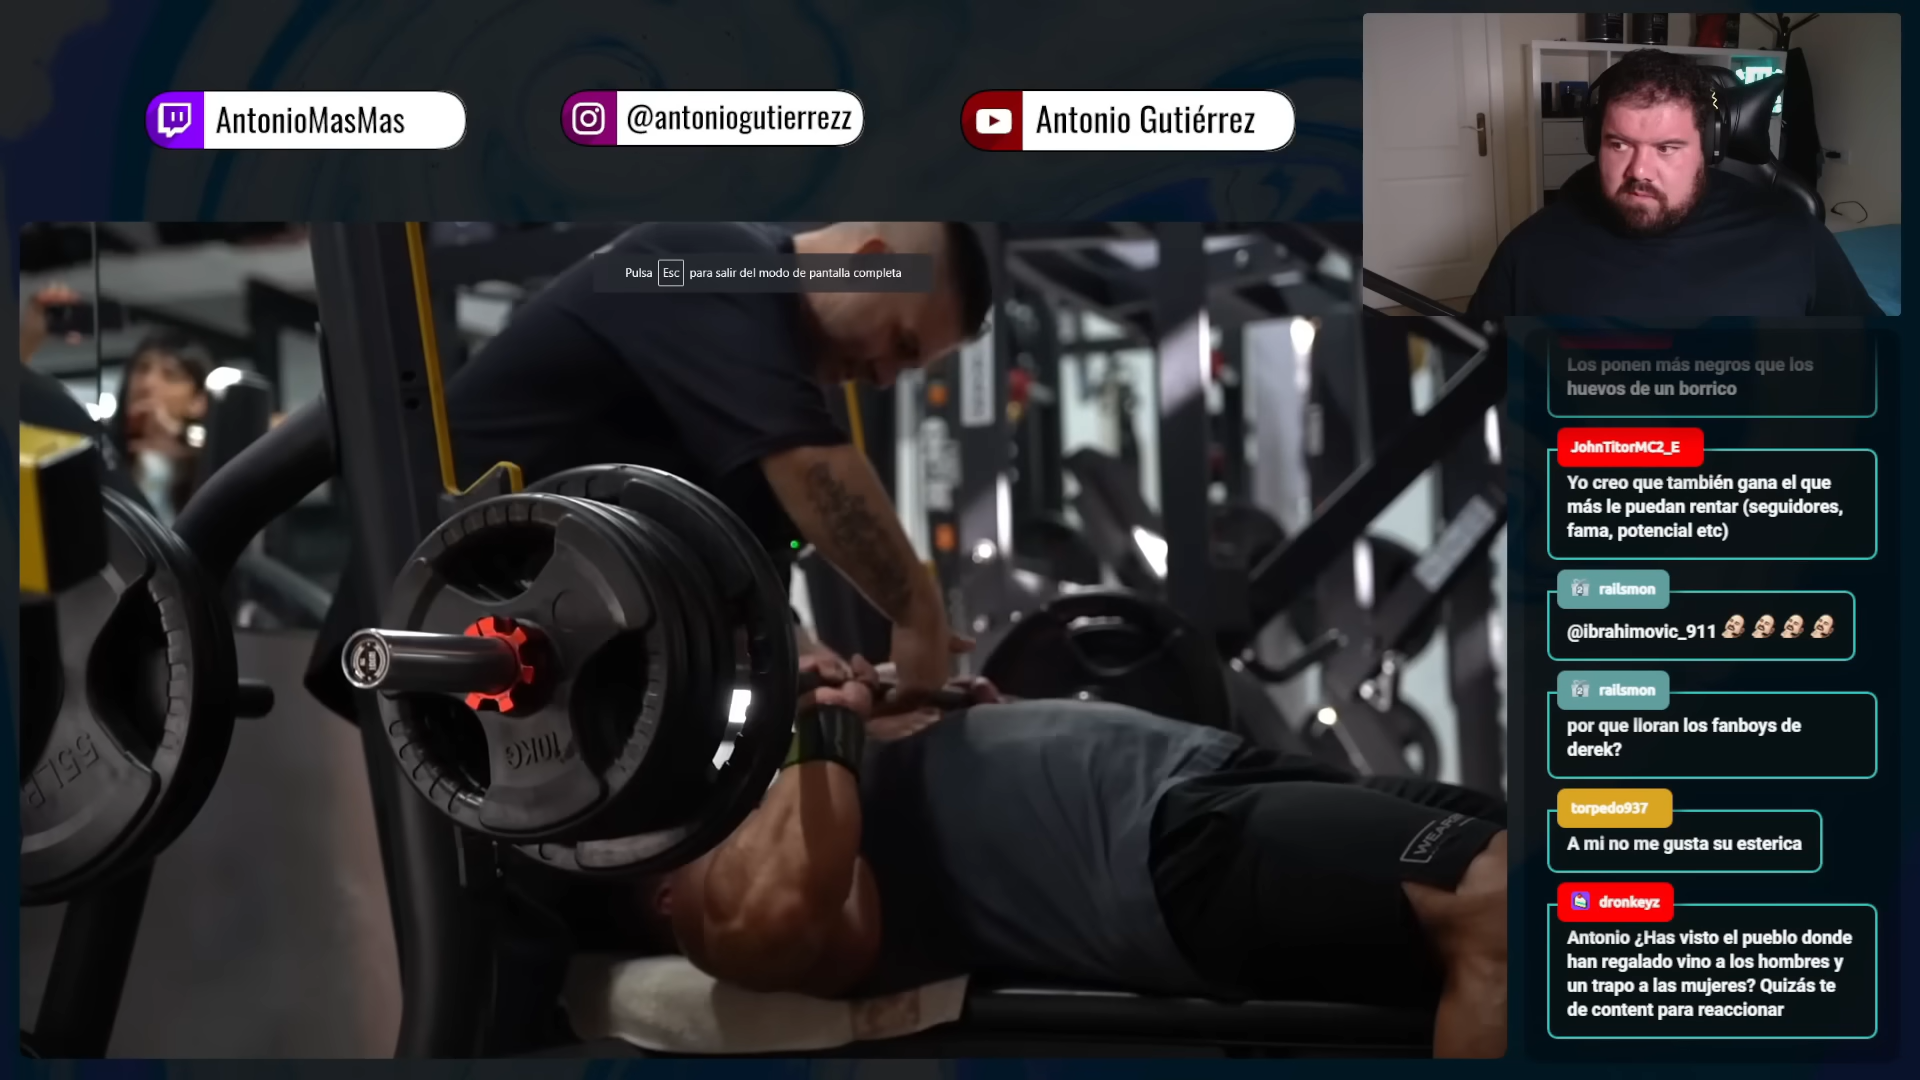 AntonioMasMas
@antoniogutierrezz
Antonio Gutiérrez
Pulsa Esc para salir del modo de pantalla completa
Los ponen más negros que los
huevos de un borrico
JohnTitorMC2_E
Yo creo que también gana el que
más le puedan rentar (seguidores,
fama, potencial etc)
railsmon
@ibrahimovic_911
railsmon
por que lloran los fanboys de
derek?
torpedo937
A mi no me gusta su esterica
dronkeyz
Antonio ¿Has visto el pueblo donde
han regalado vino a los hombres y
un trapo a las mujeres? Quizás te
de content para reaccionar
10KG
55LB